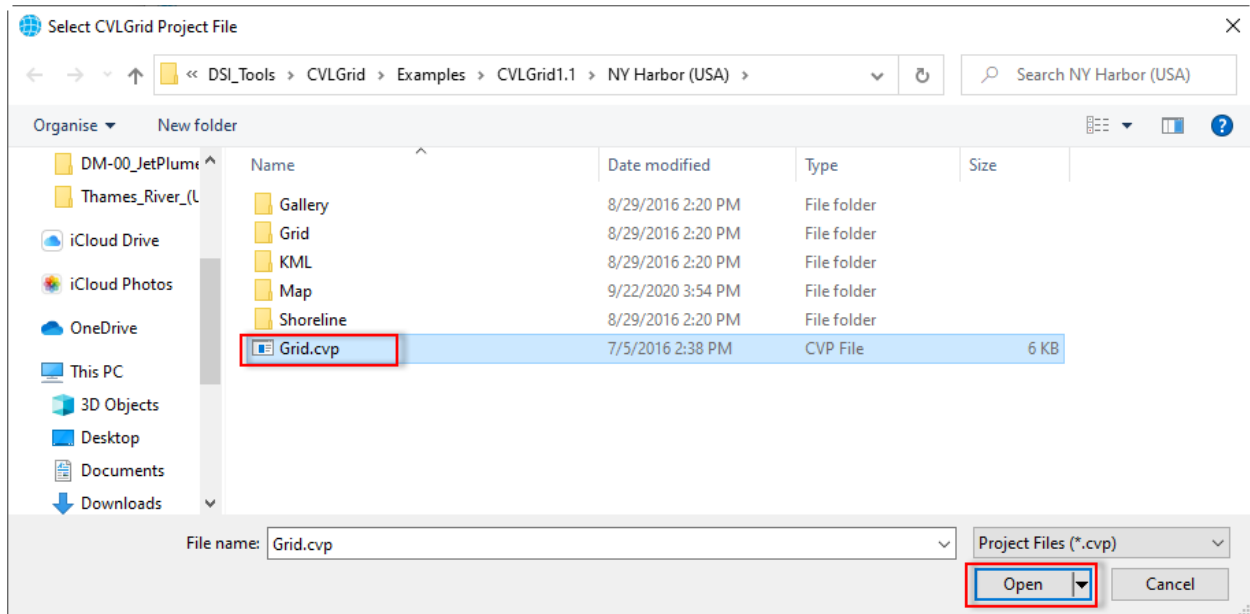 Select CVLGrid Project File
« DSI_Tools > CVLGrid > Examples > CVLGrid1.1 > NY Harbor (USA) >
Search NY Harbor (USA)
Organise
New folder
DM-00_JetPlume
Thames_River_(U
iCloud Drive
iCloud Photos
OneDrive
This PC
3D Objects
Desktop
Documents
Downloads
Name Date modified Type Size
Gallery 8/29/2016 2:20 PM File folder
Grid 8/29/2016 2:20 PM File folder
KML 8/29/2016 2:20 PM File folder
Map 9/22/2020 3:54 PM File folder
Shoreline 8/29/2016 2:20 PM File folder
Grid.cvp 7/5/2016 2:38 PM CVP File 6 KB
File name: Grid.cvp
Project Files (*.cvp)
Open
Cancel